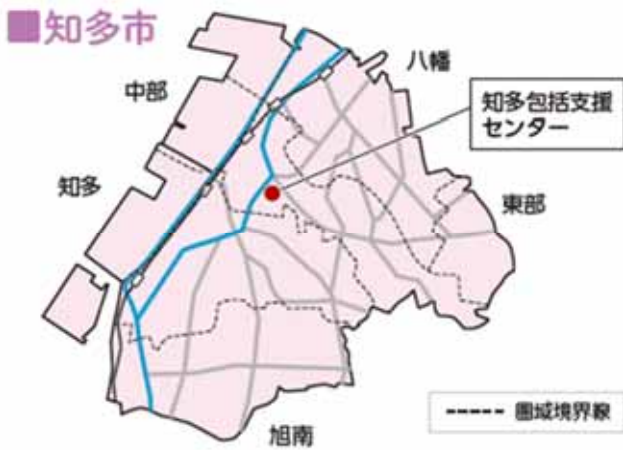 ■知多市
八幡
中部
知多包括支援
センター
知多
東部
圏域境界線
旭南